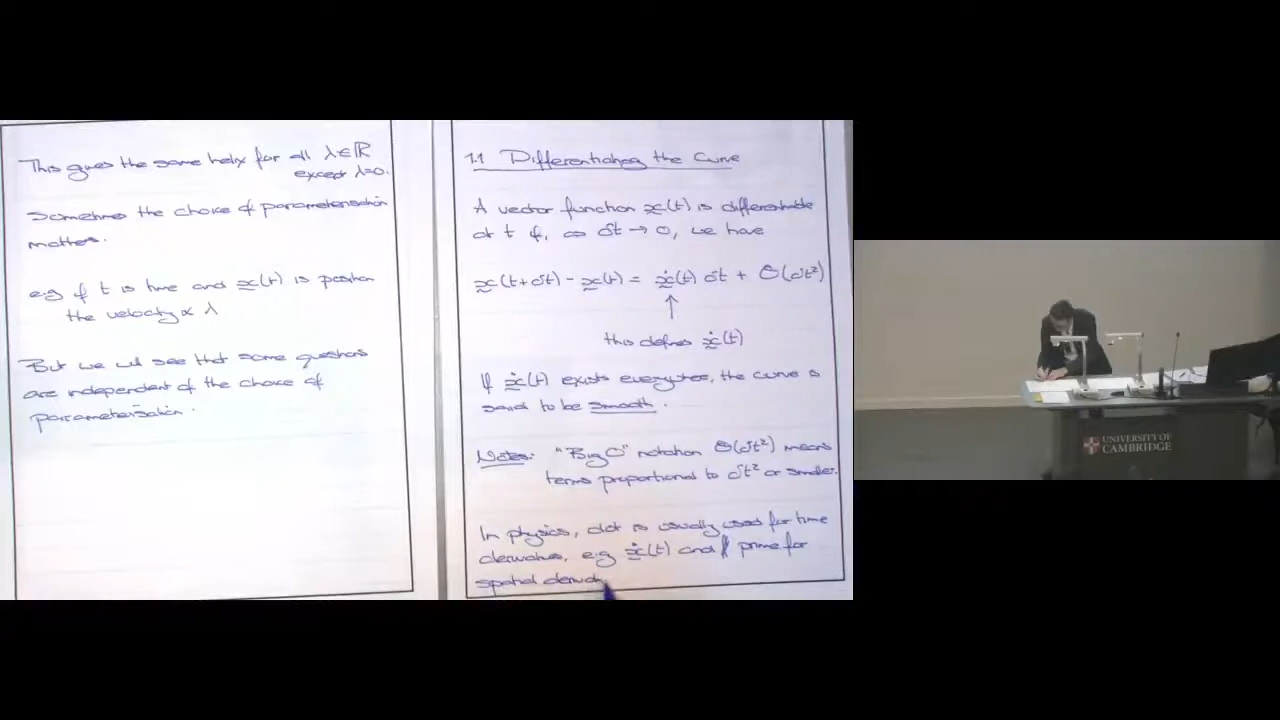 This gives the same helix for all λ∈ℝ
except λ=0.
Sometimes the choice of parameterisation
matters.
e.g if t is time and x(t) is position
the velocity ∝ λ
But we will see that some questions
are independent of the choice of
parameterisation.
1.1 Differentiating the Curve
A vector function x(t) is differentiable
at t if, as δt → 0, we have
x(t+δt) - x(t) = ẋ(t) δt + O(δt²)
↑
this defines ẋ(t)
If ẋ(t) exists everywhere, the curve is
said to be smooth.
Notes: "Big O" notation O(δt²) means
terms proportional to δt² or smaller.
In physics, dot is usually used for time
derivatives, e.g ẋ(t) and prime for
spatial deriv
UNIVERSITY OF
CAMBRIDGE